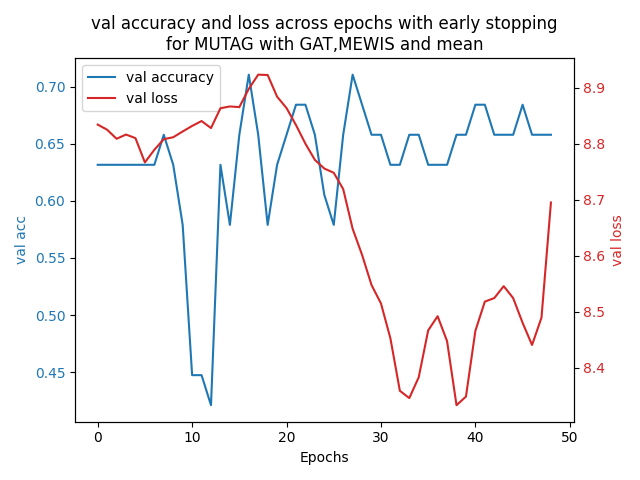 val accuracy and loss across epochs with early stopping
for MUTAG with GAT,MEWIS and mean
val accuracy
val loss
0.70
0.65
0.60
0.55
0.50
0.45
val acc
8.9
8.8
8.7
8.6
8.5
8.4
val loss
0 10 20 30 40 50
Epochs